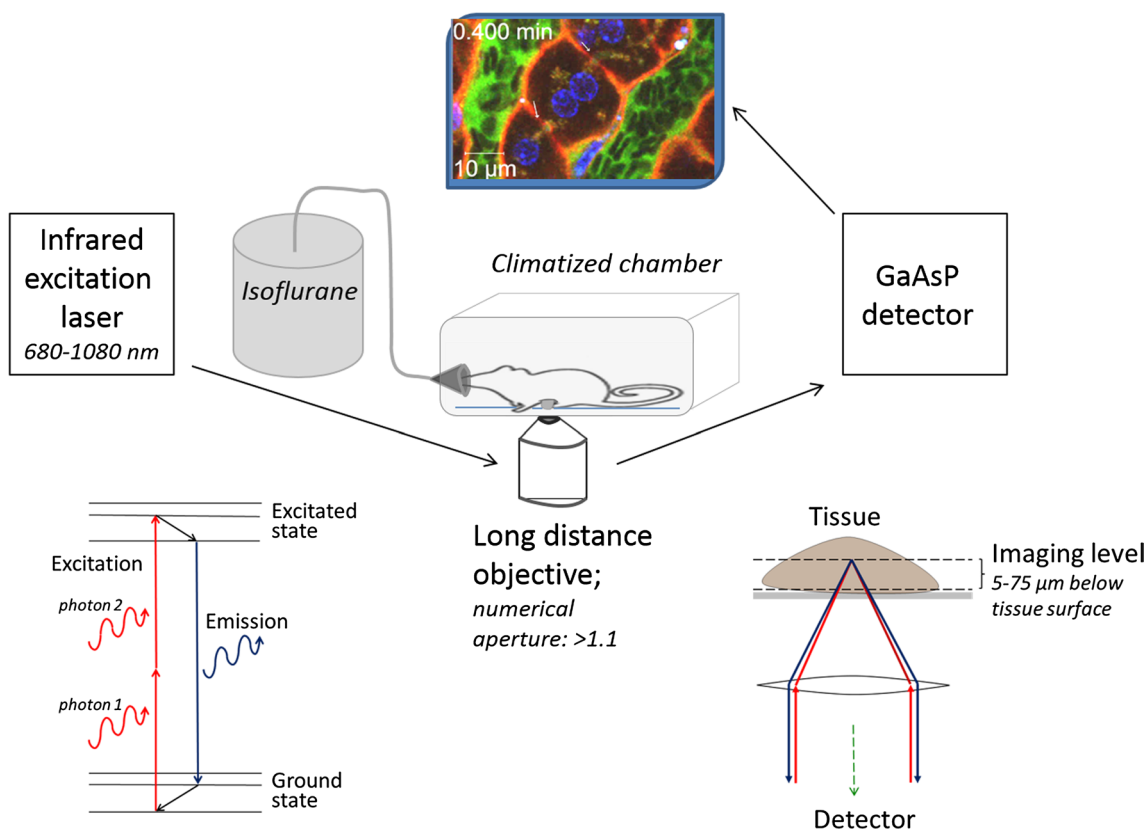 0.400 min
10 µm
Infrared
excitation
laser
680-1080 nm
Isoflurane
Climatized chamber
GaAsP
detector
Long distance
objective;
numerical
aperture: >1.1
Excitated
state
Excitation
photon 2
Emission
photon 1
Ground
state
Tissue
Imaging level
5-75 µm below
tissue surface
Detector